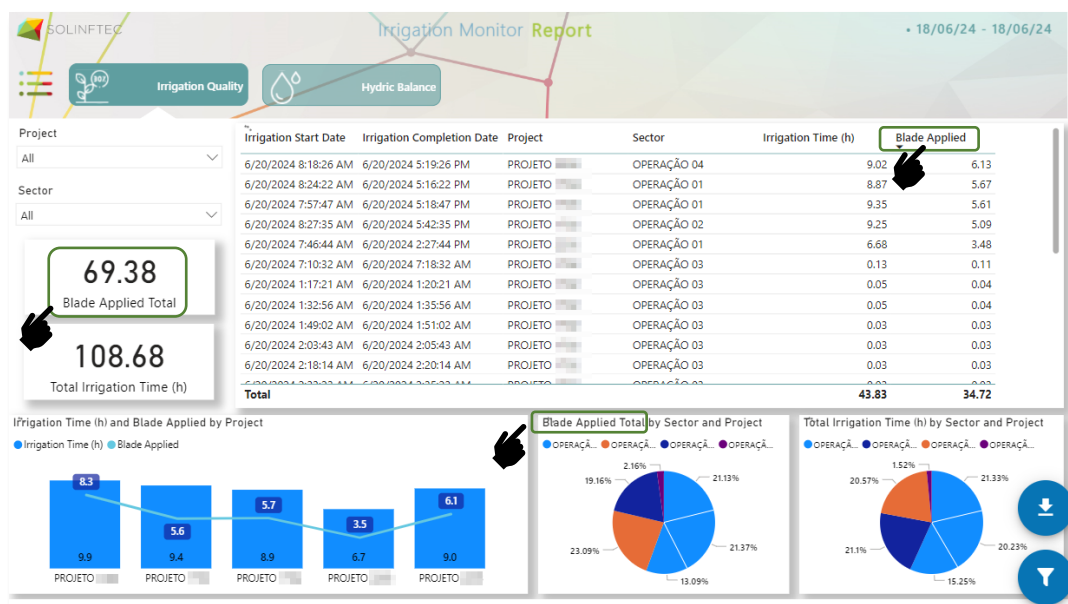 SOLINFTEC
Irrigation Monitor Report
• 18/06/24 - 18/06/24
Irrigation Quality
Hydric Balance
Project
All
Sector
All
69.38
Blade Applied Total
108.68
Total Irrigation Time (h)
Irrigation Start Date Irrigation Completion Date Project Sector Irrigation Time (h) Blade Applied
6/20/2024 8:18:26 AM 6/20/2024 5:19:26 PM PROJETO OPERAÇÃO 04 9.02 6.13
6/20/2024 8:24:22 AM 6/20/2024 5:16:22 PM PROJETO OPERAÇÃO 01 8.87 5.67
6/20/2024 7:57:47 AM 6/20/2024 5:18:47 PM PROJETO OPERAÇÃO 01 9.35 5.61
6/20/2024 8:27:35 AM 6/20/2024 5:42:35 PM PROJETO OPERAÇÃO 02 9.25 5.09
6/20/2024 7:46:44 AM 6/20/2024 2:27:44 PM PROJETO OPERAÇÃO 01 6.68 3.48
6/20/2024 7:10:32 AM 6/20/2024 7:18:32 AM PROJETO OPERAÇÃO 03 0.13 0.11
6/20/2024 1:17:21 AM 6/20/2024 1:20:21 AM PROJETO OPERAÇÃO 03 0.05 0.04
6/20/2024 1:32:56 AM 6/20/2024 1:35:56 AM PROJETO OPERAÇÃO 03 0.05 0.04
6/20/2024 1:49:02 AM 6/20/2024 1:51:02 AM PROJETO OPERAÇÃO 03 0.03 0.03
6/20/2024 2:03:43 AM 6/20/2024 2:05:43 AM PROJETO OPERAÇÃO 03 0.03 0.03
6/20/2024 2:18:14 AM 6/20/2024 2:20:14 AM PROJETO OPERAÇÃO 03 0.03 0.03
Total 43.83 34.72
Irrigation Time (h) and Blade Applied by Project
Irrigation Time (h) Blade Applied
8.3 5.6 5.7 3.5 6.1
9.9 9.4 8.9 6.7 9.0
PROJETO PROJETO PROJETO PROJETO PROJETO
Blade Applied Total by Sector and Project
OPERAÇÃ... OPERAÇÃ... OPERAÇÃ... OPERAÇÃ...
2.16%
19.16% 21.13%
23.09% 21.37%
13.09%
Total Irrigation Time (h) by Sector and Project
OPERAÇÃ... OPERAÇÃ... OPERAÇÃ... OPERAÇÃ...
1.52%
20.57% 21.33%
21.1% 20.23%
15.25%